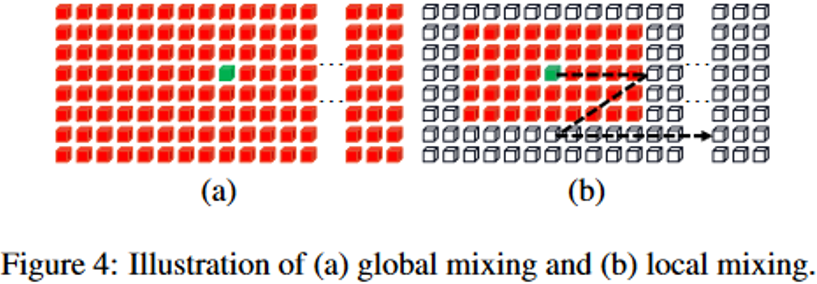 (a)
(b)
Figure 4: Illustration of (a) global mixing and (b) local mixing.